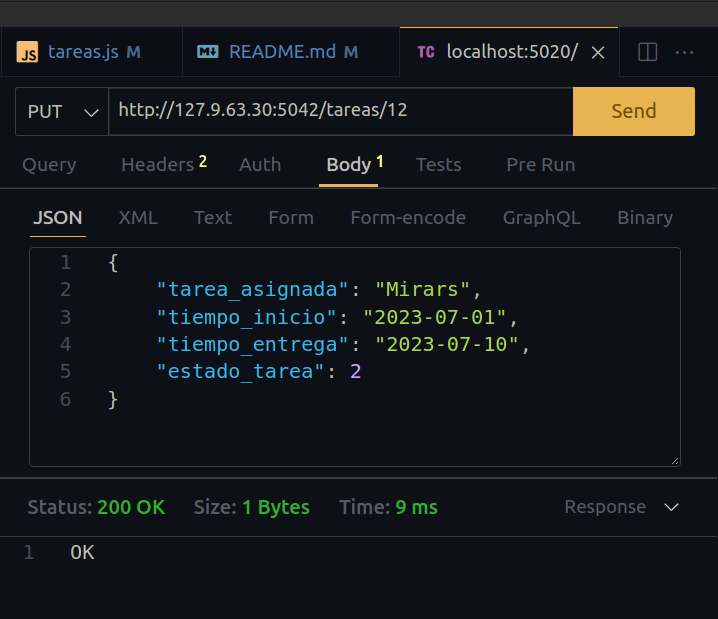 JS tareas.js M README.md M TC localhost:5020/ × ···
PUT http://127.9.63.30:5042/tareas/12 Send
Query Headers 2 Auth Body 1 Tests Pre Run
JSON XML Text Form Form-encode GraphQL Binary
1 {
2 "tarea_asignada": "Mirars",
3 "tiempo_inicio": "2023-07-01",
4 "tiempo_entrega": "2023-07-10",
5 "estado_tarea": 2
6 }
Status: 200 OK Size: 1 Bytes Time: 9 ms Response
1 OK